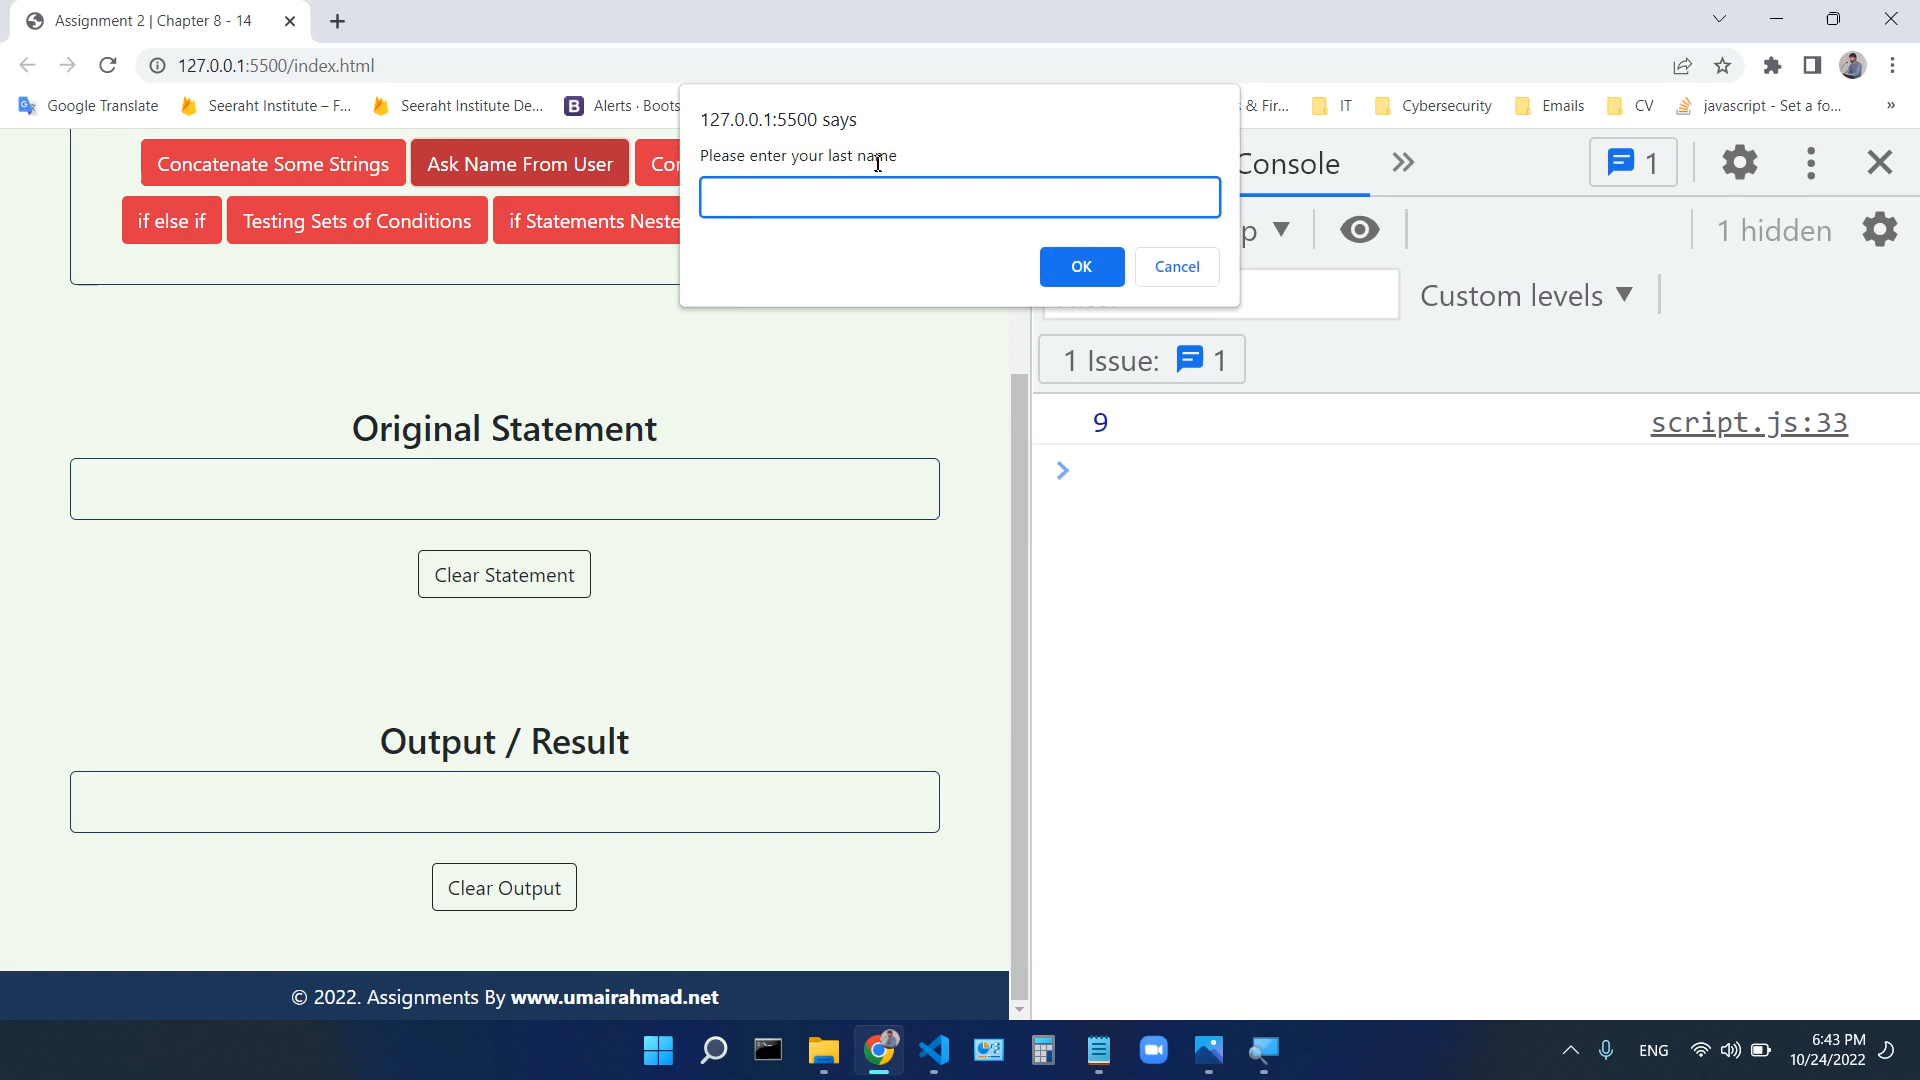 Assignment 2 | Chapter 8 - 14
127.0.0.1:5500/index.html
Google Translate
Seeraht Institute – F...
Seeraht Institute De...
Alerts · Boots
& Fir...
IT
Cybersecurity
Emails
CV
javascript - Set a fo...
»
127.0.0.1:5500 says
Please enter your last name
OK
Cancel
Concatenate Some Strings
Ask Name From User
if else if
Testing Sets of Conditions
if Statements Neste
Original Statement
Clear Statement
Output / Result
Clear Output
© 2022. Assignments By www.umairahmad.net
Console
1
1 hidden
Custom levels
1 Issue: 1
9 script.js:33
ENG
6:43 PM
10/24/2022